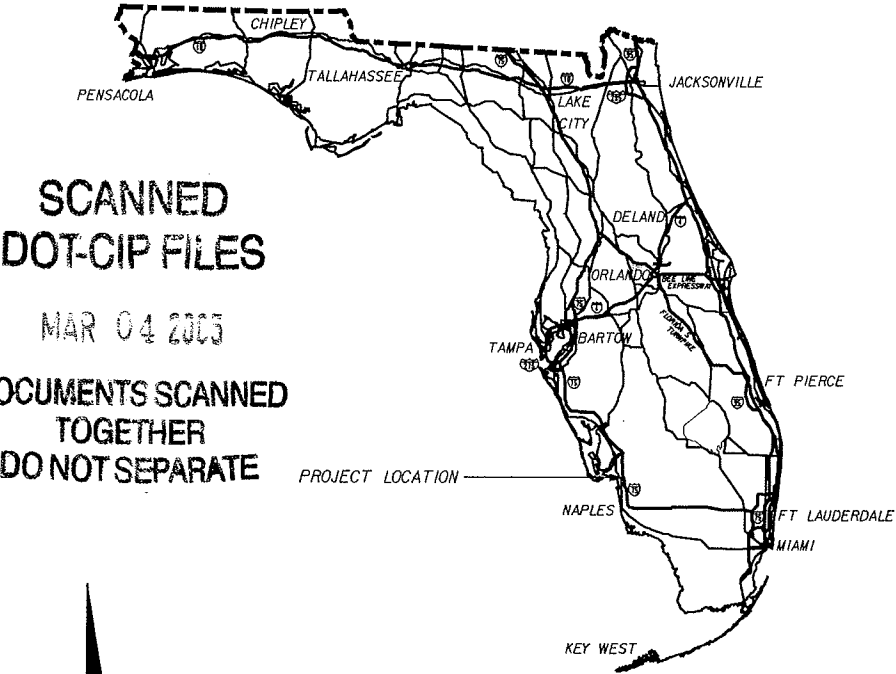 CHIPLEY
TALLAHASSEE
PENSACOLA
JACKSONVILLE
LAKE
CITY
SCANNED
DOT-CIP FILES
DELAND
ORLANDO
BEE LINE
EXPRESSWAY
MAR 04
FLORIDA'S
TURNPIKE
TAMPA
BARTOW
FT PIERCE
OCUMENTS SCANNED
TOGETHER
DO NOT SEPARATE
PROJECT LOCATION
NAPLES
FT LAUDERDALE
MIAMI
KEY WEST